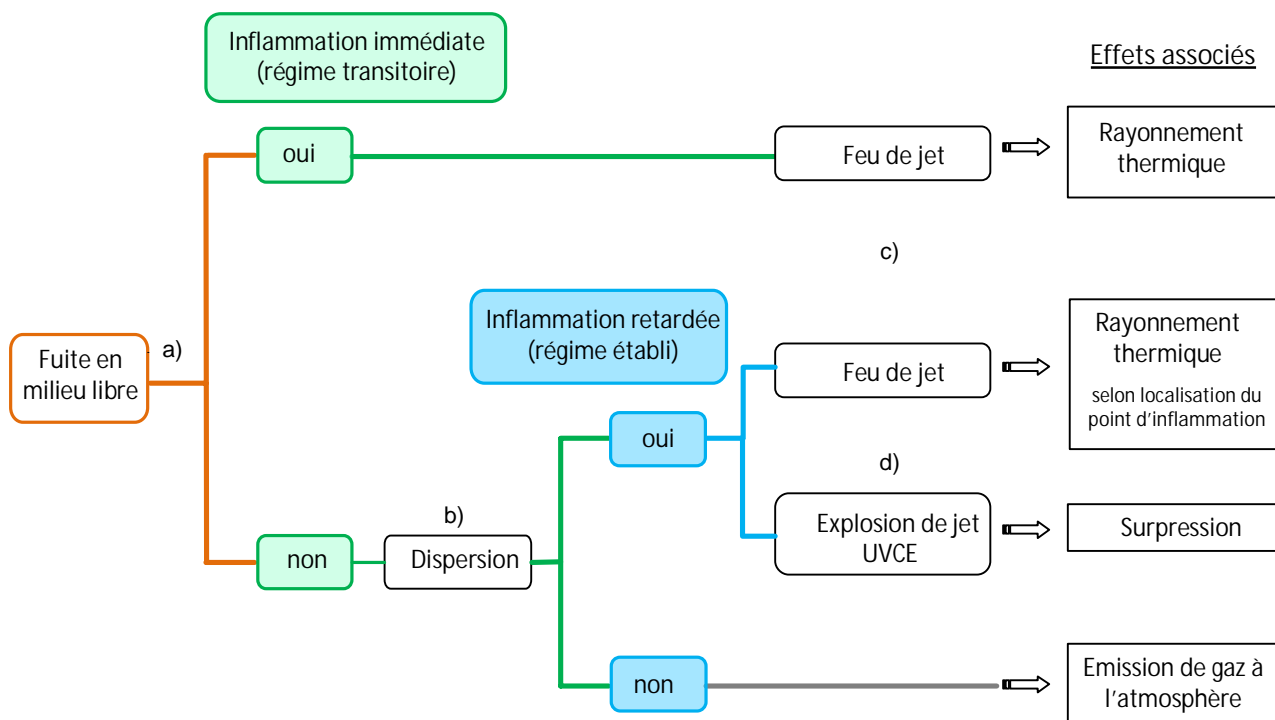 Inflammation immédiate
(régime transitoire)
Effets associés
oui
Feu de jet
Rayonnement
thermique
c)
Inflammation retardée
(régime établi)
Rayonnement
thermique
selon localisation du
point d'inflammation
Fuite en
milieu libre
a)
Feu de jet
oui
d)
b)
Explosion de jet
UVCE
Surpression
non
Dispersion
non
Emission de gaz à
l'atmosphère